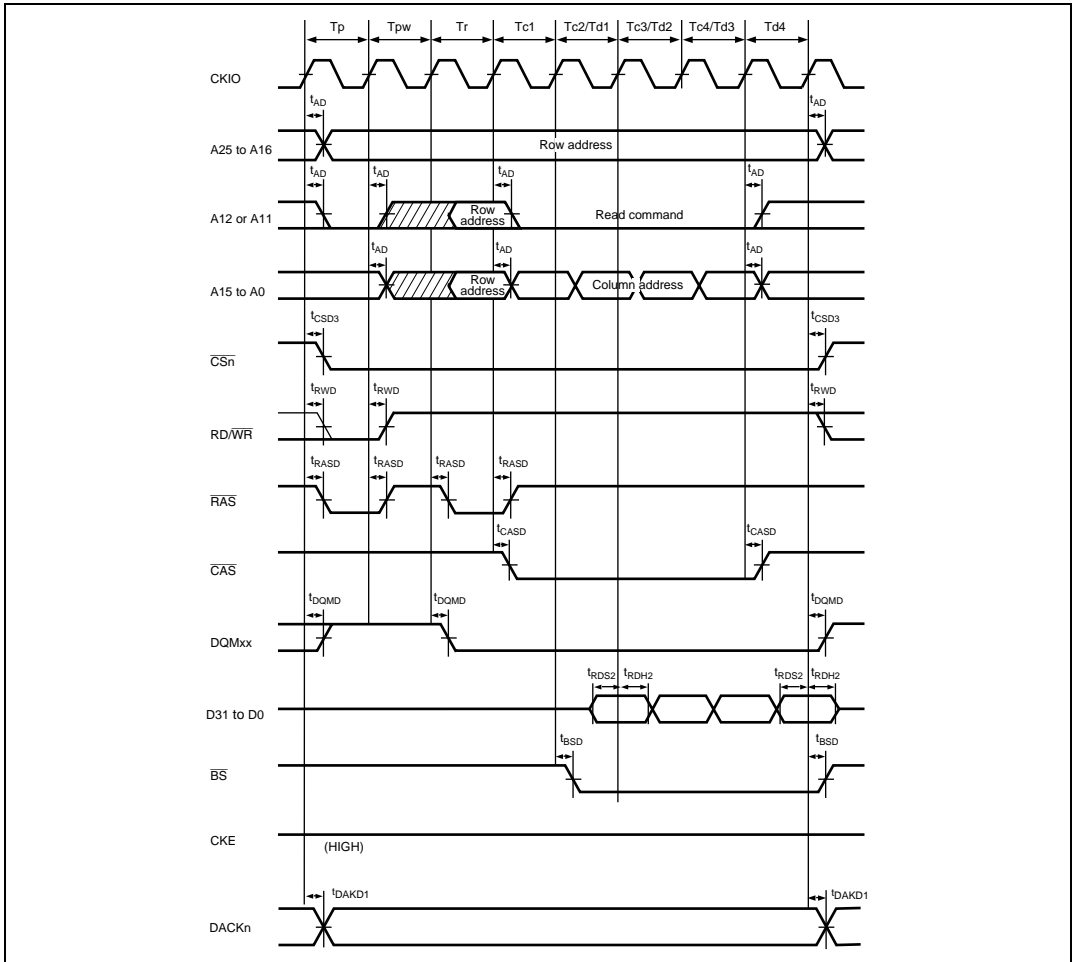 Tp Tpw Tr Tc1 Tc2/Td1 Tc3/Td2 Tc4/Td3 Td4
CKIO
tAD tAD
A25 to A16 Row address
tAD tAD tAD tAD
A12 or A11 Row address Read command
tAD tAD tAD
A15 to A0 Row address Column address
tCSD3 tCSD3
CSn
tRWD tRWD tRWD
RD/WR
tRASD tRASD tRASD tRASD
RAS
tCASD tCASD
CAS
tDQMD tDQMD tDQMD
DQMxx
tRDS2 tRDH2 tRDS2 tRDH2
D31 to D0
tBSD tBSD
BS
CKE
(HIGH)
tDAKD1 tDAKD1
DACKn